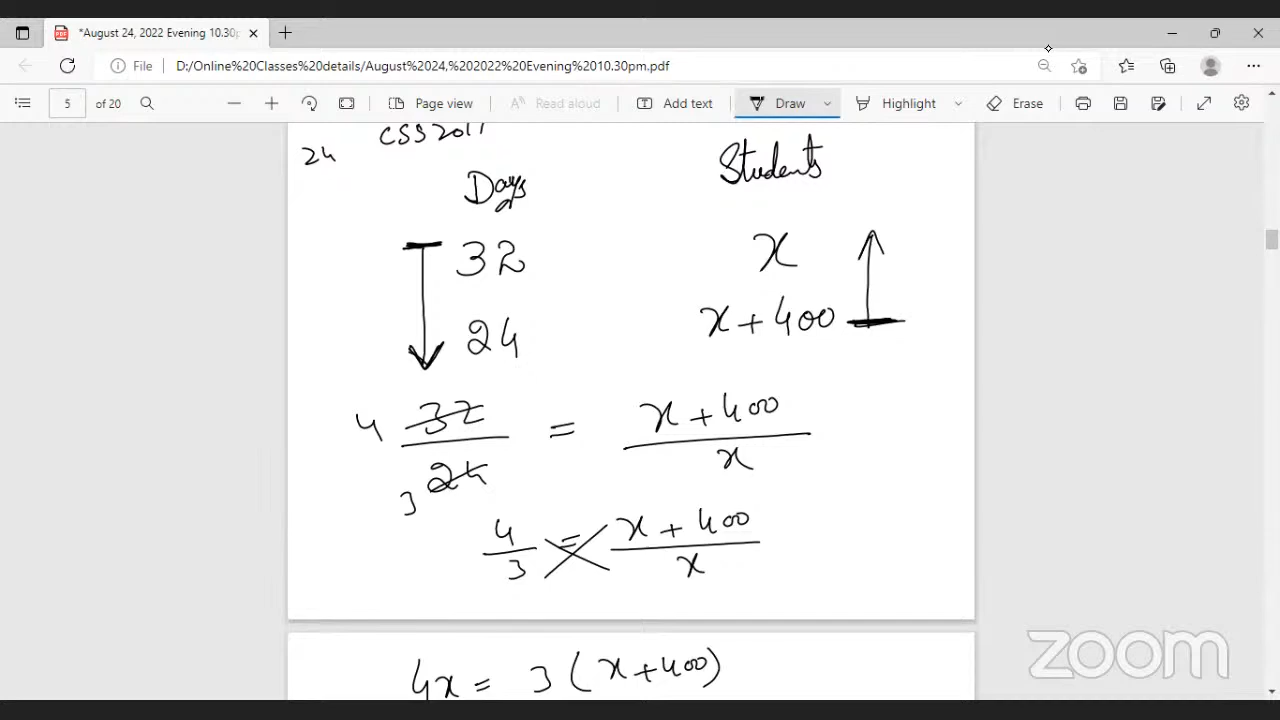 *August 24, 2022 Evening 10.30p
File D:/Online%20Classes%20details/August%2024,%202022%20Evening%2010.30pm.pdf
5 of 20 Page view Read aloud Add text Draw Highlight Erase
CSS 2011
24
Days Students
32 x
24 x + 400
4 32 / 3 24 = x + 400 / x
4 / 3 = x + 400 / x
4x = 3 (x + 400)
zoom